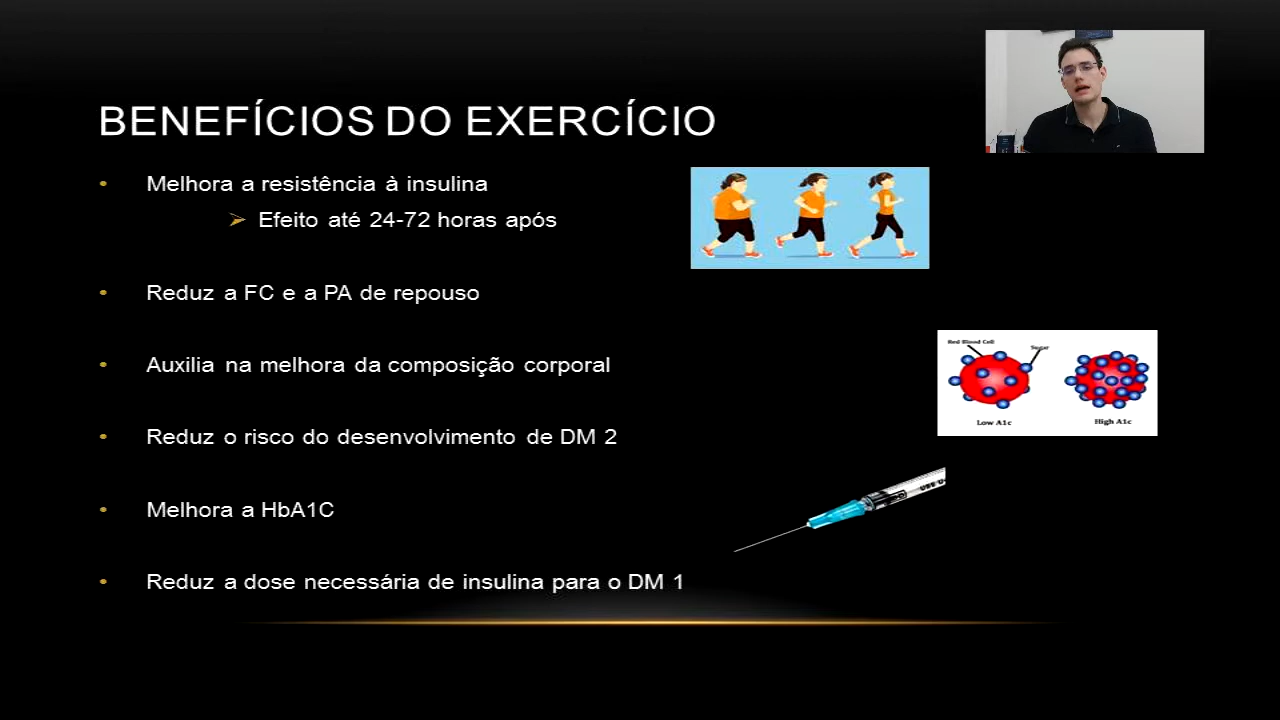 BENEFÍCIOS DO EXERCÍCIO
• Melhora a resistência à insulina
➢ Efeito até 24-72 horas após
• Reduz a FC e a PA de repouso
• Auxilia na melhora da composição corporal
• Reduz o risco do desenvolvimento de DM 2
• Melhora a HbA1C
• Reduz a dose necessária de insulina para o DM 1
Red Blood Cell
Sugar
Low A1c
High A1c